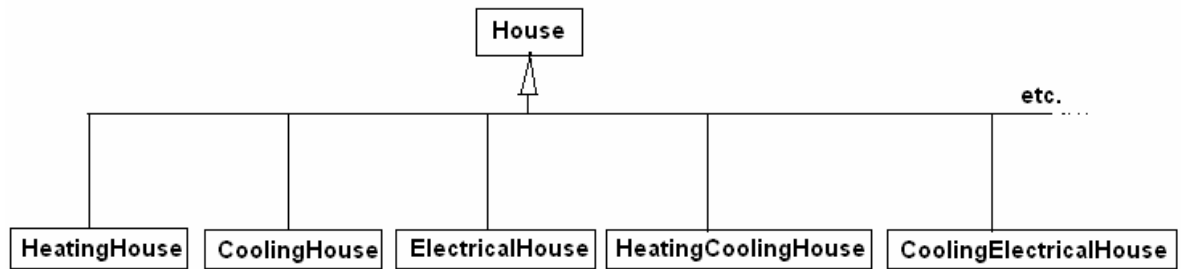 House
etc.
HeatingHouse
CoolingHouse
ElectricalHouse
HeatingCoolingHouse
CoolingElectricalHouse